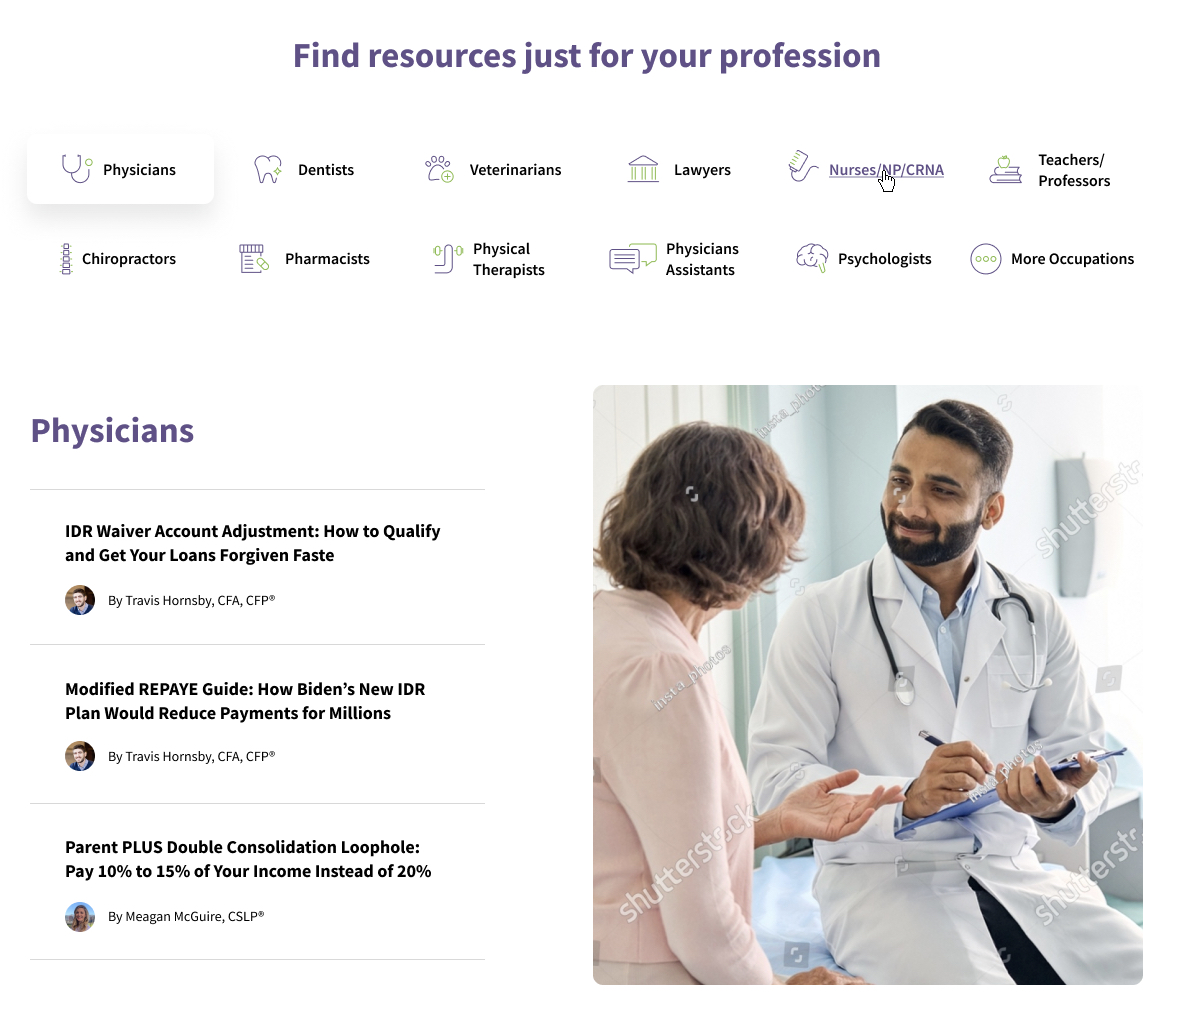 Find resources just for your profession
Physicians
Dentists
Veterinarians
Lawyers
Nurses/NP/CRNA
Teachers/
Professors
Chiropractors
Pharmacists
Physical
Therapists
Physicians
Assistants
Psychologists
More Occupations
Physicians
IDR Waiver Account Adjustment: How to Qualify
and Get Your Loans Forgiven Faste
By Travis Hornsby, CFA, CFP®
Modified REPAYE Guide: How Biden’s New IDR
Plan Would Reduce Payments for Millions
By Travis Hornsby, CFA, CFP®
Parent PLUS Double Consolidation Loophole:
Pay 10% to 15% of Your Income Instead of 20%
By Meagan McGuire, CSLP®
insta_photo
shutterst
insta_photos
insta_photos
shutterstock
shutterst